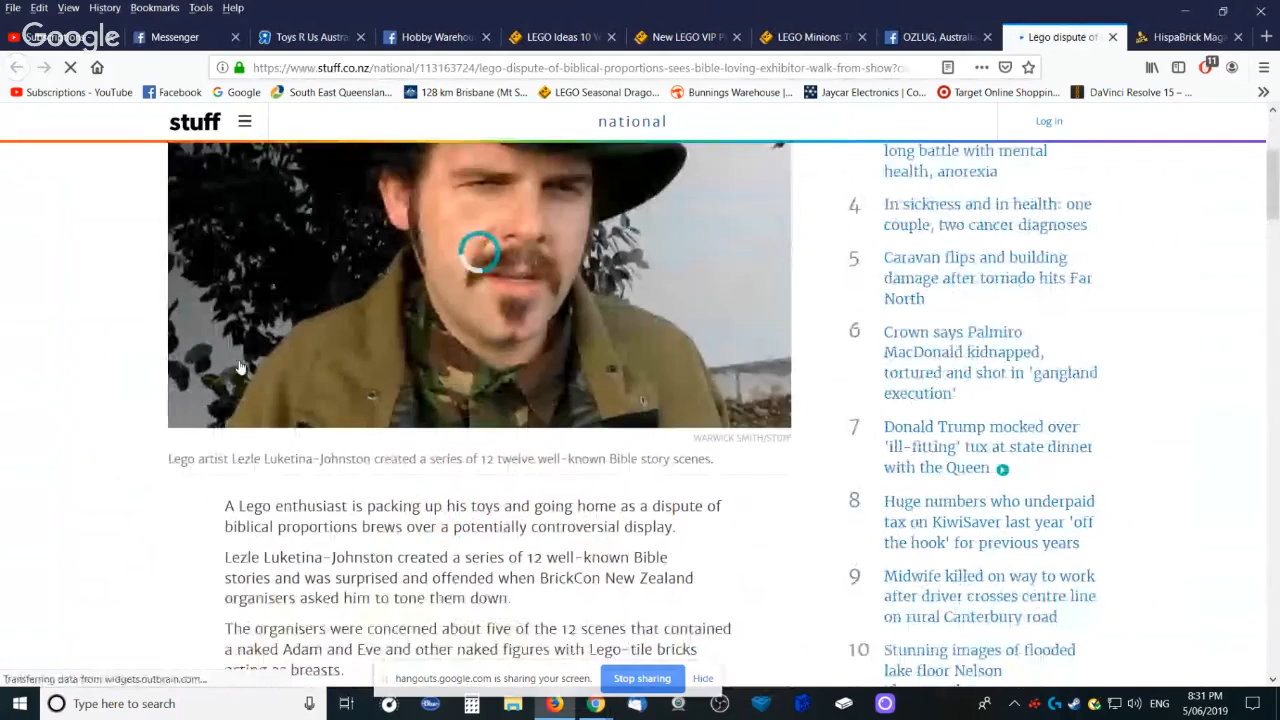 File Edit View History Bookmarks Tools Help
Google
Messenger
Toys R Us Austra
Hobby Warehous
LEGO Ideas 10 Y
New LEGO VIP P
LEGO Minions: T
OZLUG, Australi
Lego dispute of
HispaBrick Mag
https://www.stuff.co.nz/national/113163724/lego-dispute-of-biblical-proportions-sees-bible-loving-exhibitor-walk-from-show?
11
Subscriptions - YouTube
Facebook
Google
South East Queenslan...
128 km Brisbane (Mt S...
LEGO Seasonal Drago...
Bunnings Warehouse |...
Jaycar Electronics | Co...
Target Online Shoppin...
DaVinci Resolve 15 – ...
stuff
national
Log in
WARWICK SMITH/STUFF
Lego artist Lezle Luketina-Johnston created a series of 12 twelve well-known Bible story scenes.
A Lego enthusiast is packing up his toys and going home as a dispute of
biblical proportions brews over a potentially controversial display.
Lezle Luketina-Johnston created a series of 12 well-known Bible
stories and was surprised and offended when BrickCon New Zealand
organisers asked him to tone them down.
The organisers were concerned about five of the 12 scenes that contained
a naked Adam and Eve and other naked figures with Lego-tile bricks
acting as breasts.
long battle with mental
health, anorexia
4 In sickness and in health: one
couple, two cancer diagnoses
5 Caravan flips and building
damage after tornado hits Far
North
6 Crown says Palmiro
MacDonald kidnapped,
tortured and shot in 'gangland
execution'
7 Donald Trump mocked over
'ill-fitting' tux at state dinner
with the Queen
8 Huge numbers who underpaid
tax on KiwiSaver last year 'off
the hook' for previous years
9 Midwife killed on way to work
after driver crosses centre line
on rural Canterbury road
10 Stunning images of flooded
lake floor Nelson
Transferring data from widgets.outbrain.com...
hangouts.google.com is sharing your screen.
Stop sharing
Hide
Type here to search
ENG
8:31 PM
5/06/2019